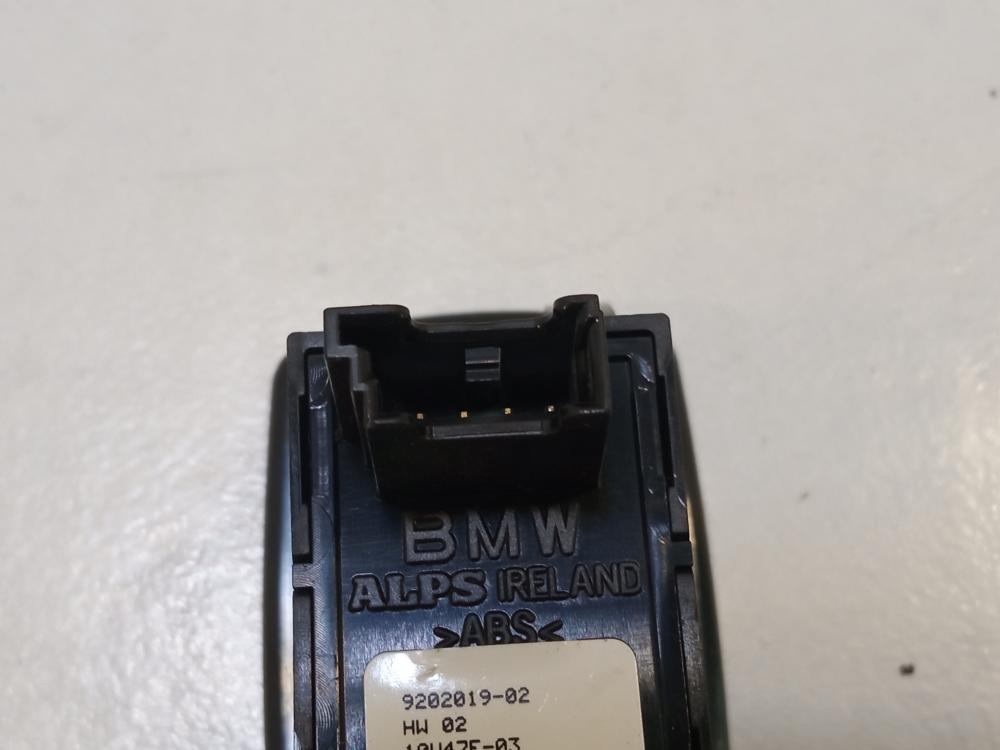 BMW
ALPS IRELAND
>ABS<
9202019-02
HW 02